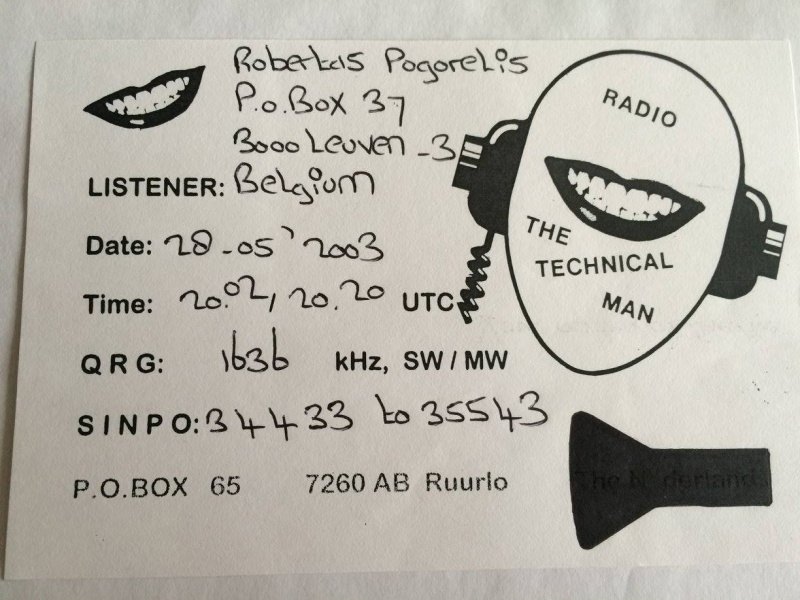 Robertas Pogorelis
P.o.Box 37
3000 Leuven -3
LISTENER: Belgium
Date: 28-05' 2003
Time: 20.02, 20.20 UTC
QRG: 1636 kHz, SW/MW
SINPO: 34433 to 35543
P.O.BOX 65 7260 AB Ruurlo The Nederlands
RADIO
THE
TECHNICAL
MAN